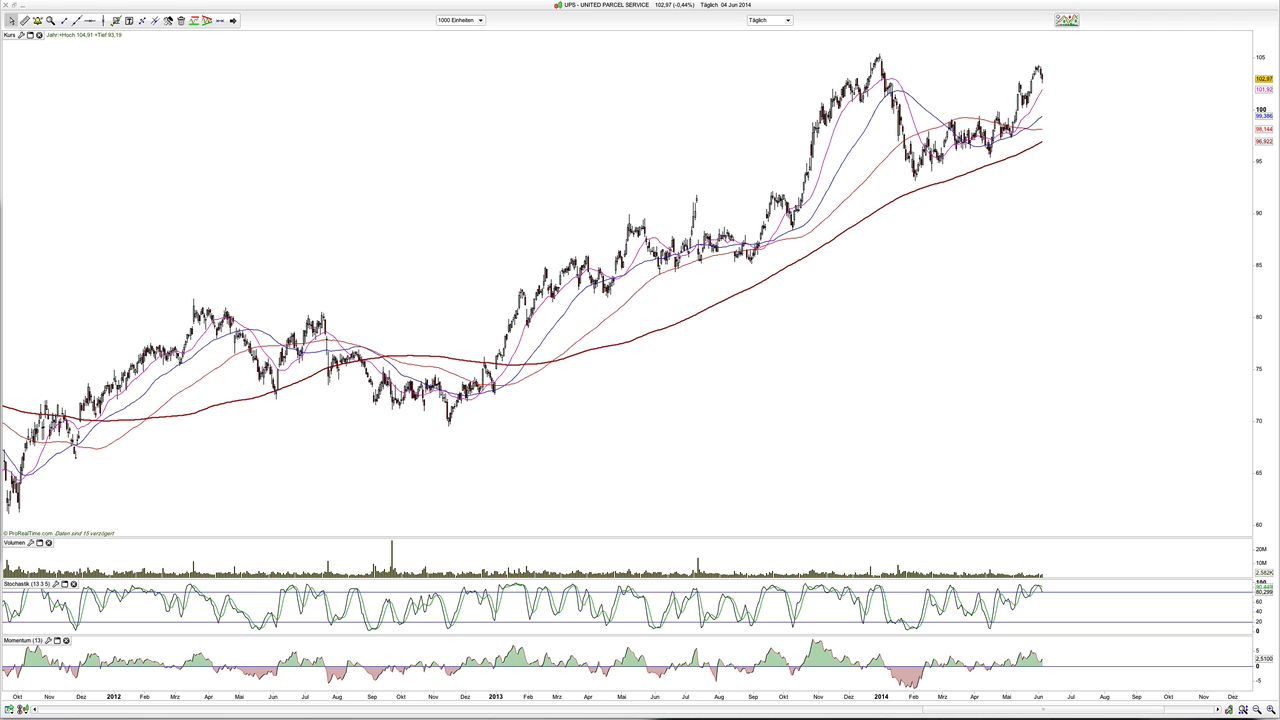 UPS - UNITED PARCEL SERVICE 102,97 (-0,44%) Täglich 04 Jun 2014
1000 Einheiten
Täglich
Kurs
Jahr:+Hoch 104,91 +Tief 93,19
105
102,97
101,92
100
99,386
98,144
96,922
95
90
85
80
75
70
65
60
© ProRealTime.com Daten sind 15 verzögert
Volumen
20M
10M
2,582K
Stochastik (13 3 5)
100
80,299
60
40
20
0
Momentum (13)
5
2,5100
0
-5
Okt Nov Dez 2012 Feb Mrz Apr Mai Jun Jul Aug Sep Okt Nov Dez 2013 Feb Mrz Apr Mai Jun Jul Aug Sep Okt Nov Dez 2014 Feb Mrz Apr Mai Jun Jul Aug Sep Okt Nov Dez